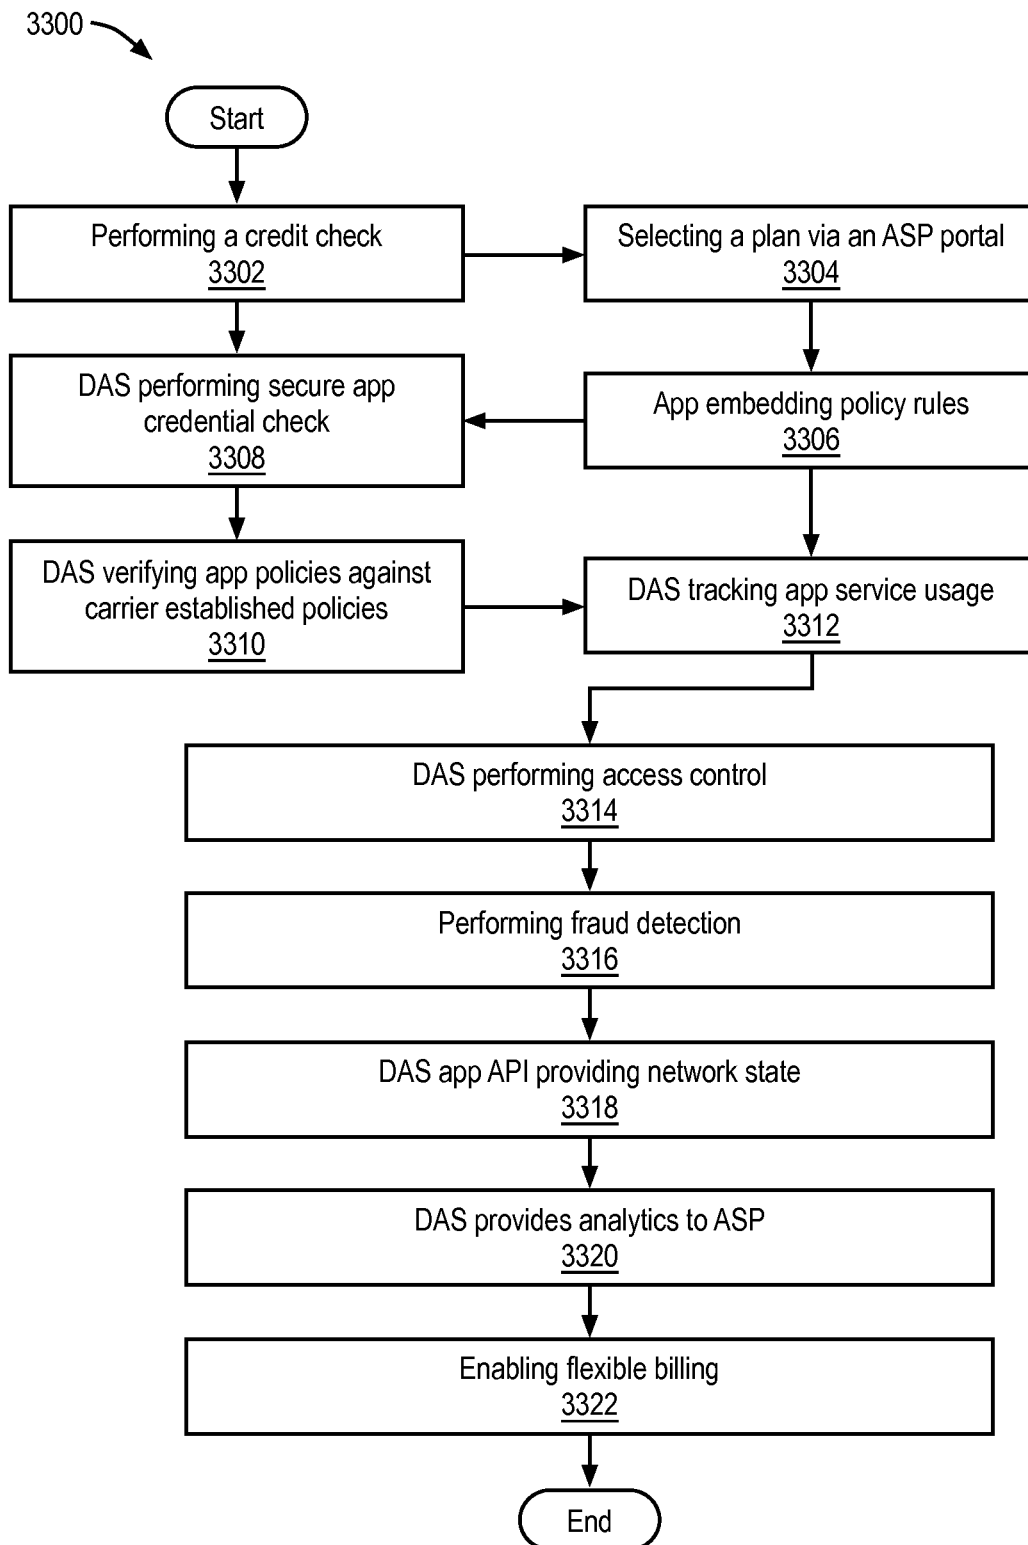 3300
Start
Performing a credit check
3302
Selecting a plan via an ASP portal
3304
DAS performing secure app
credential check
3308
App embedding policy rules
3306
DAS verifying app policies against
carrier established policies
3310
DAS tracking app service usage
3312
DAS performing access control
3314
Performing fraud detection
3316
DAS app API providing network state
3318
DAS provides analytics to ASP
3320
Enabling flexible billing
3322
End